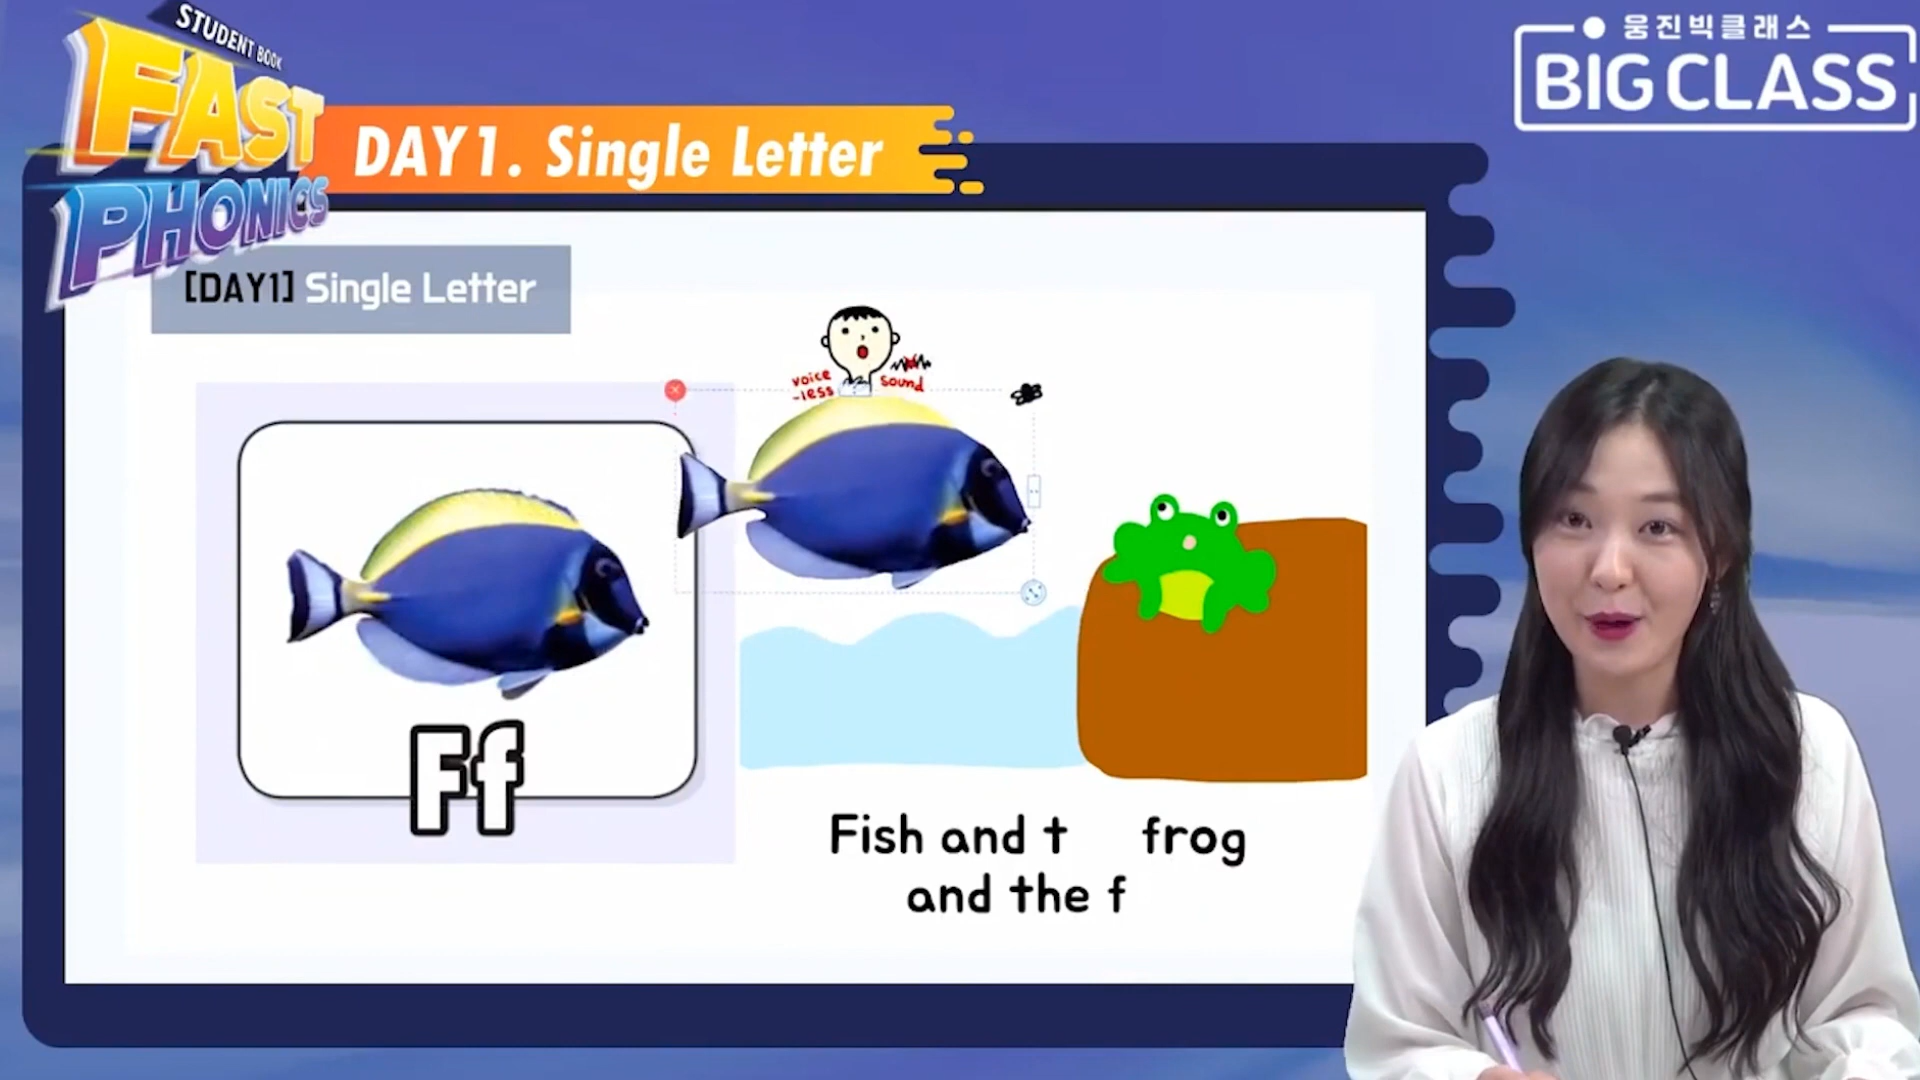 STUDENT BOOK
FAST
PHONICS
DAY1. Single Letter
웅진빅클래스
BIG CLASS
[DAY1] Single Letter
voice
-less
sound
Ff
Fish and t frog
and the f